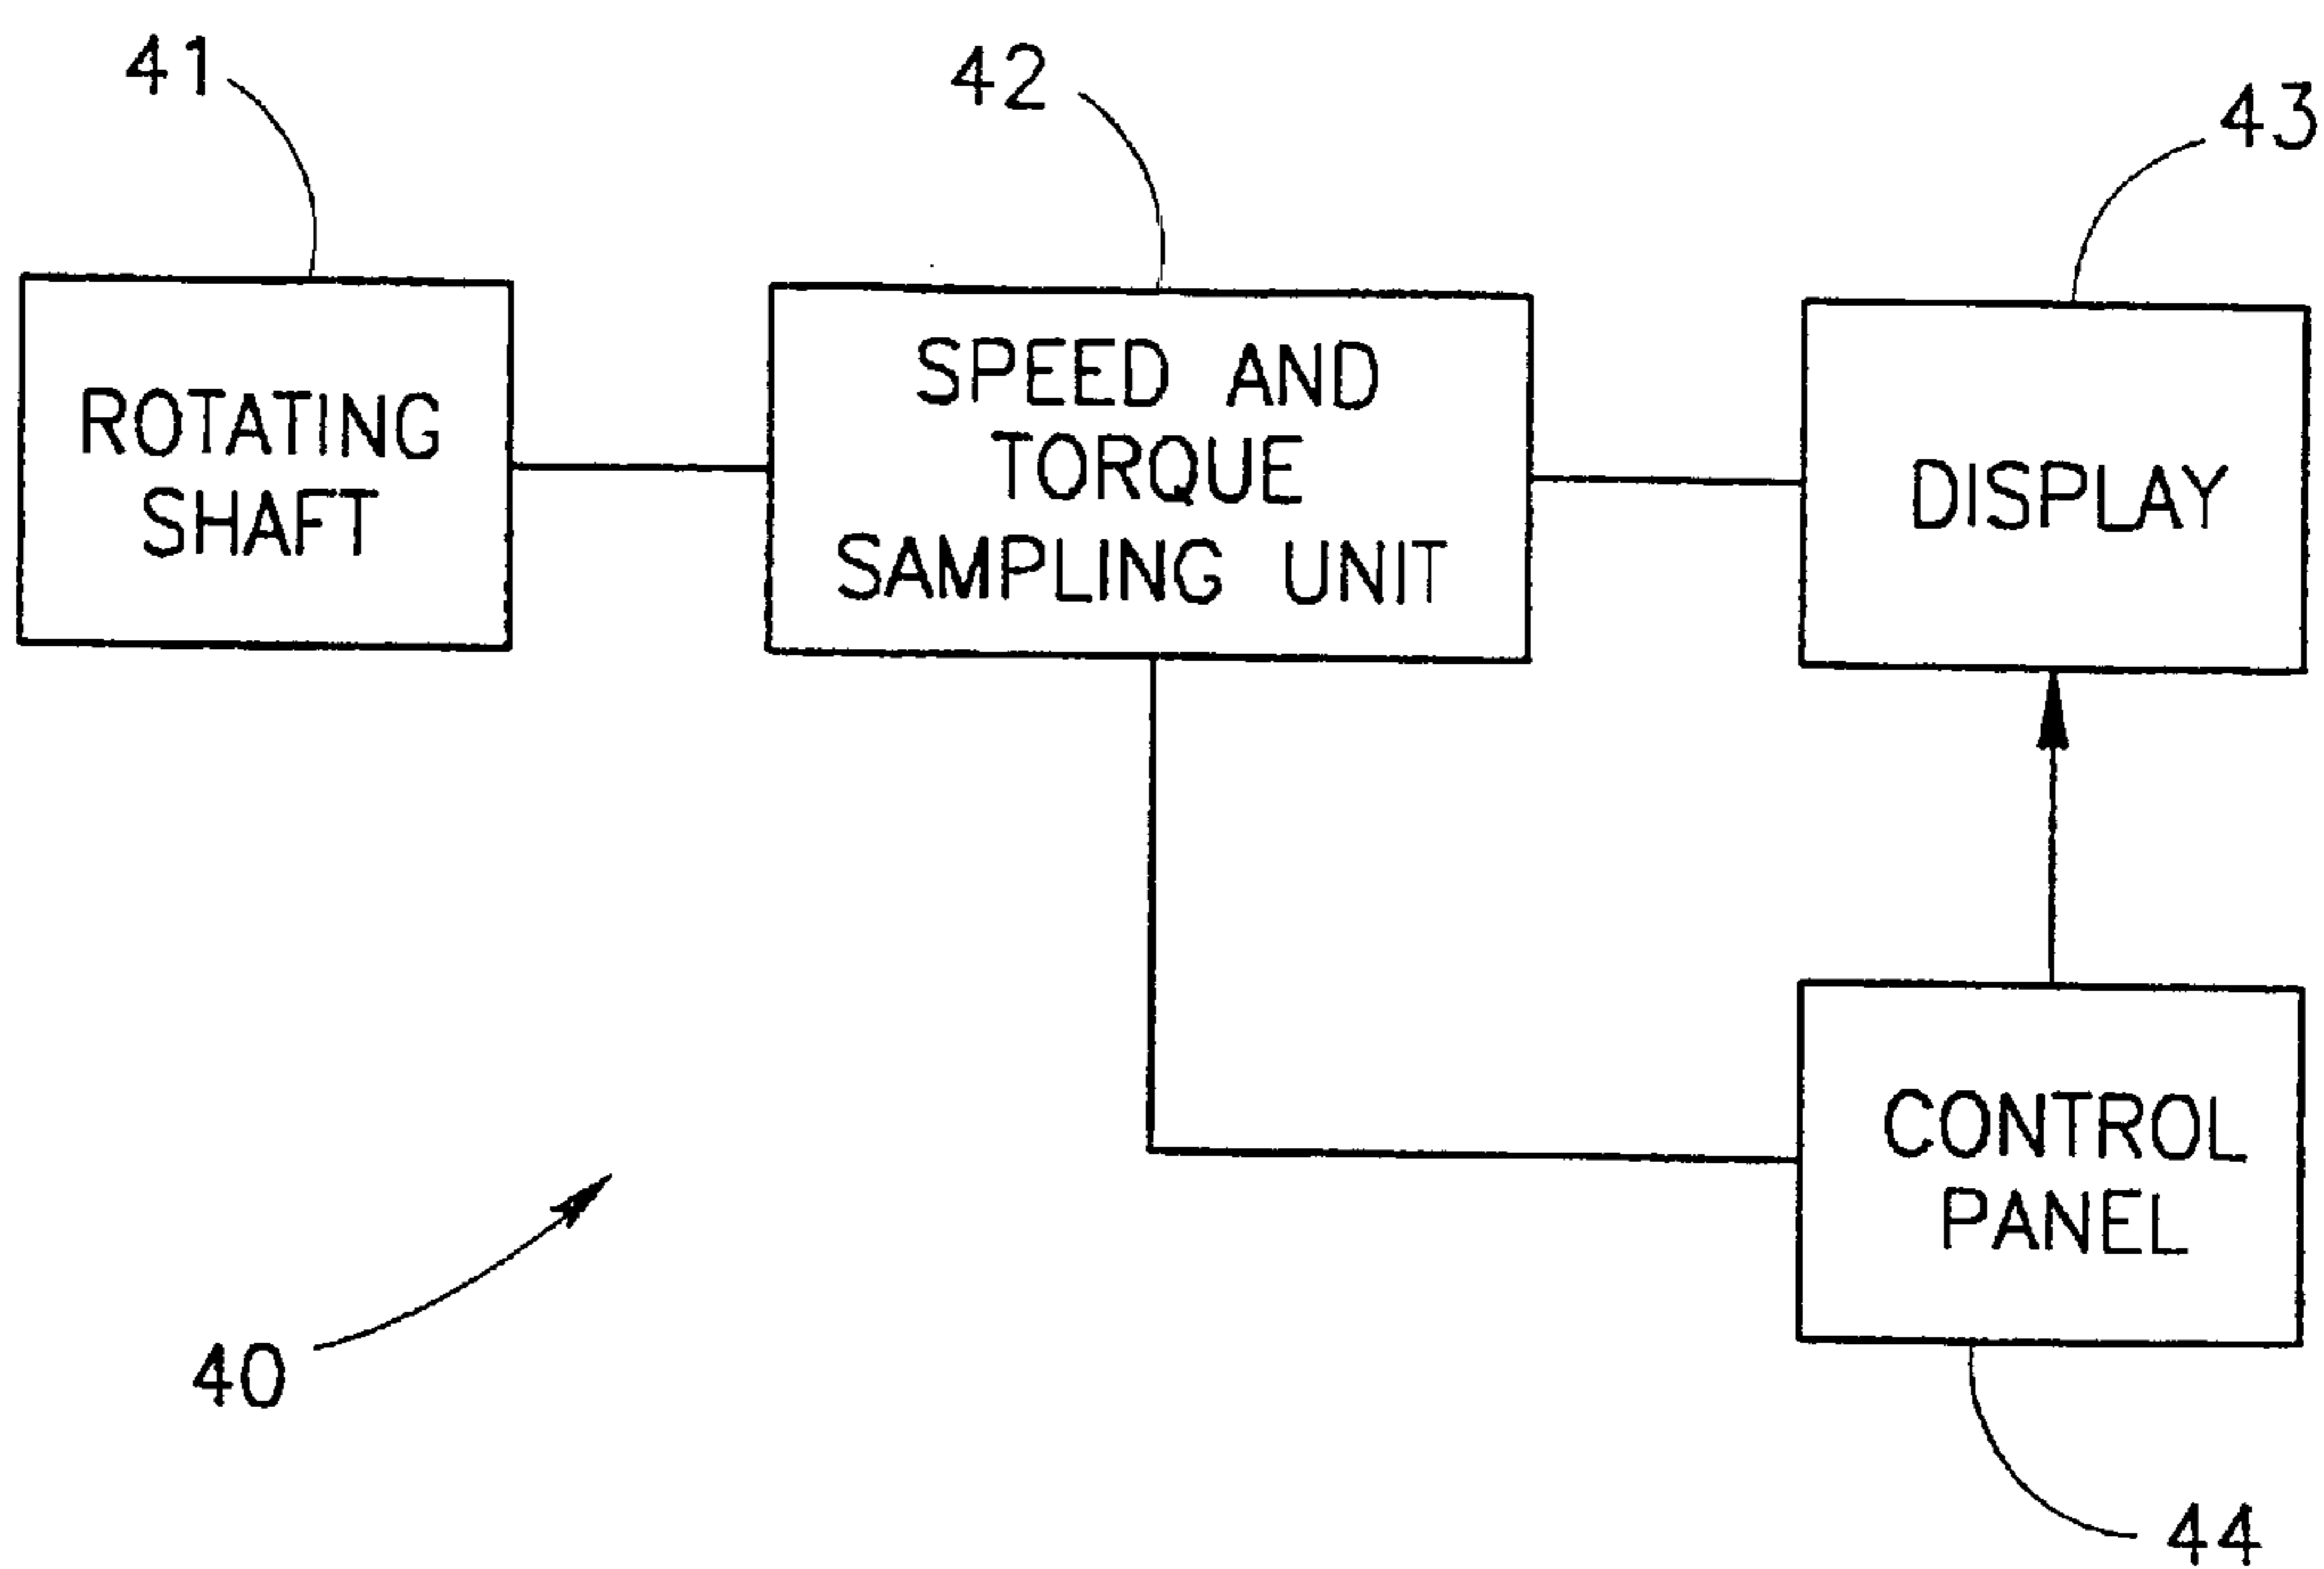 41
42
43
ROTATING
SHAFT
SPEED AND
TORQUE
SAMPLING UNIT
DISPLAY
CONTROL
PANEL
40
44